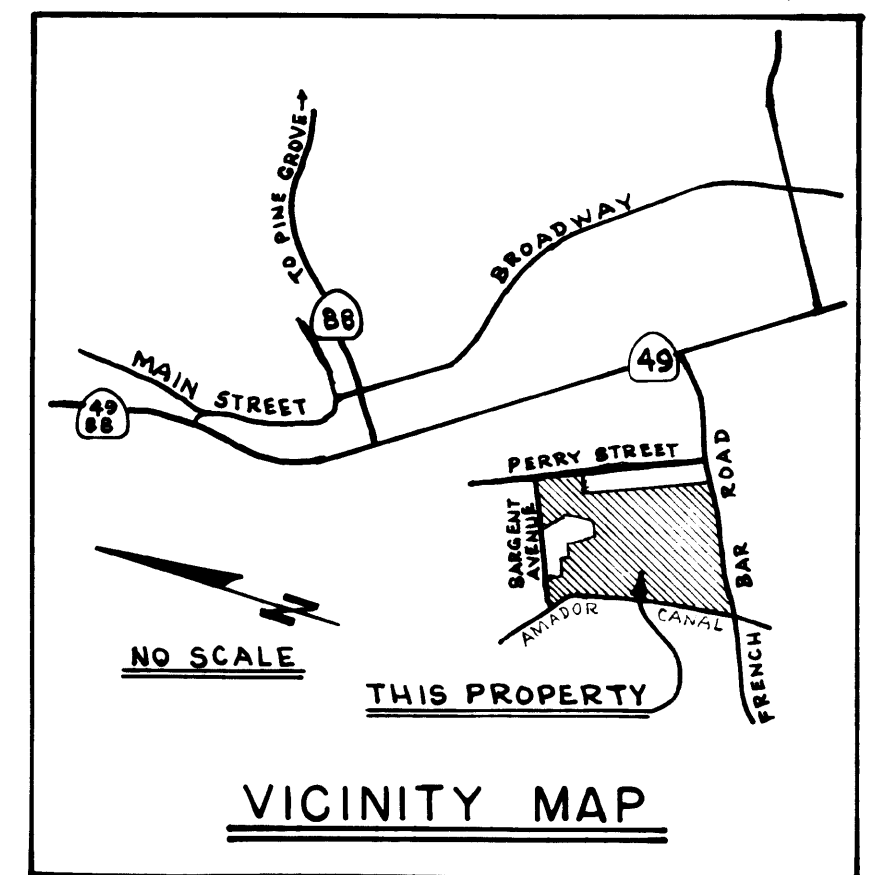 TO PINE GROVE→
BROADWAY
88
MAIN STREET
49
49
88
PERRY STREET
SARGENT
AVENUE
FRENCH BAR ROAD
AMADOR CANAL
N
NO SCALE
THIS PROPERTY
VICINITY MAP